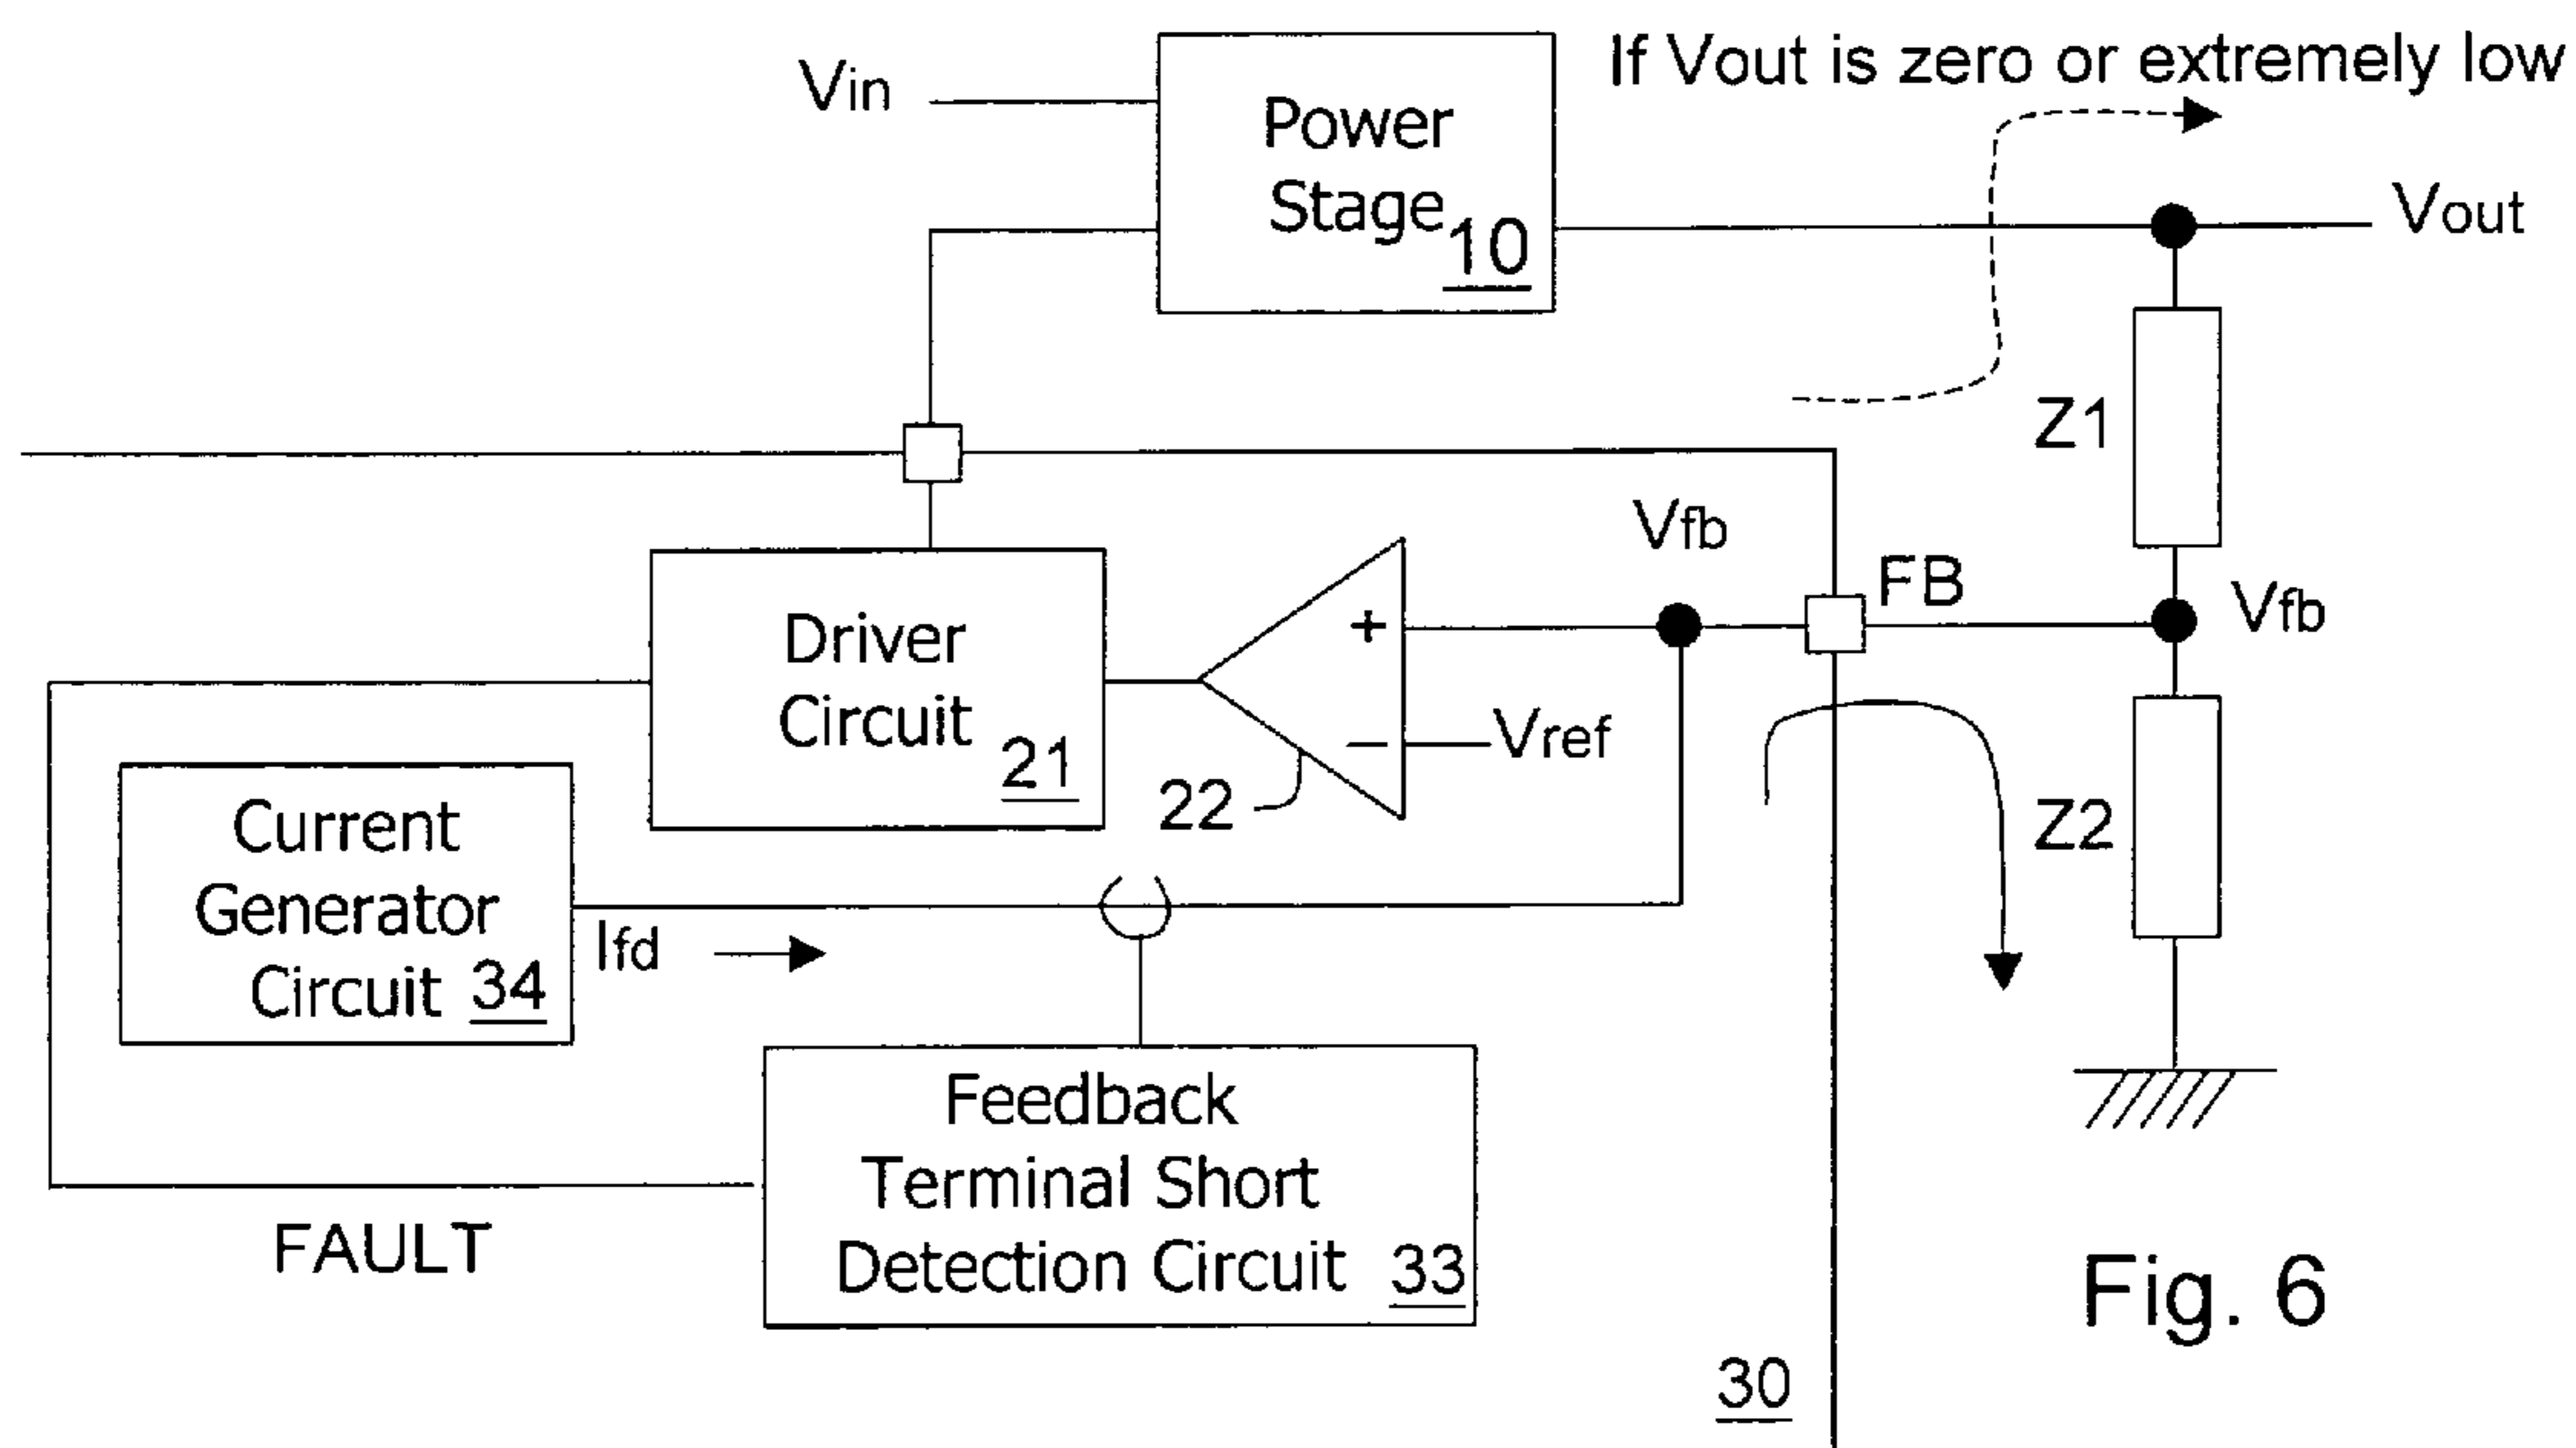 If Vout is zero or extremely low
Vin
Power
Stage
10
Vout
Z1
Vfb
FB
Vfb
Driver
Circuit
21
+
−
Vref
22
Z2
Current
Generator
Circuit 34
Ifd
Feedback
Terminal Short
Detection Circuit 33
FAULT
30
Fig. 6